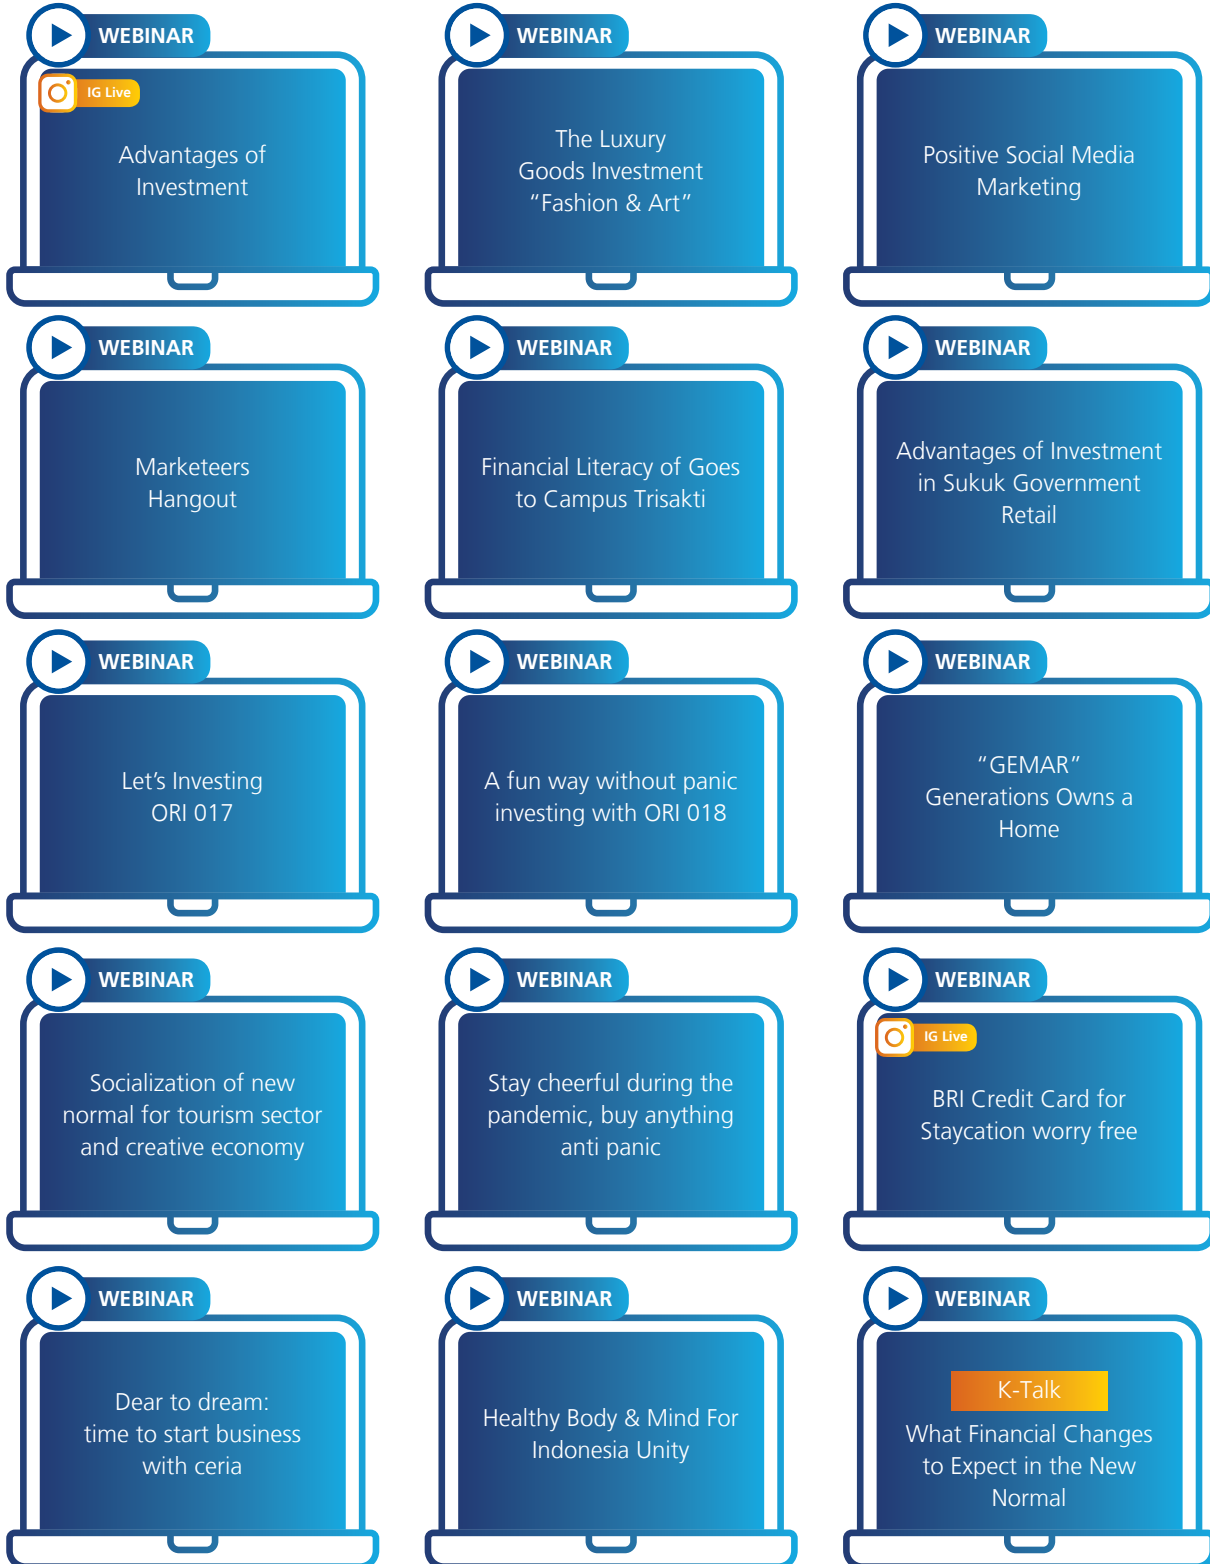 WEBINAR
IG Live
Advantages of
Investment
WEBINAR
The Luxury
Goods Investment
“Fashion & Art”
WEBINAR
Positive Social Media
Marketing
WEBINAR
Marketeers
Hangout
WEBINAR
Financial Literacy of Goes
to Campus Trisakti
WEBINAR
Advantages of Investment
in Sukuk Government
Retail
WEBINAR
Let’s Investing
ORI 017
WEBINAR
A fun way without panic
investing with ORI 018
WEBINAR
“GEMAR”
Generations Owns a
Home
WEBINAR
Socialization of new
normal for tourism sector
and creative economy
WEBINAR
Stay cheerful during the
pandemic, buy anything
anti panic
WEBINAR
IG Live
BRI Credit Card for
Staycation worry free
WEBINAR
Dear to dream:
time to start business
with ceria
WEBINAR
Healthy Body & Mind For
Indonesia Unity
WEBINAR
K-Talk
What Financial Changes
to Expect in the New
Normal